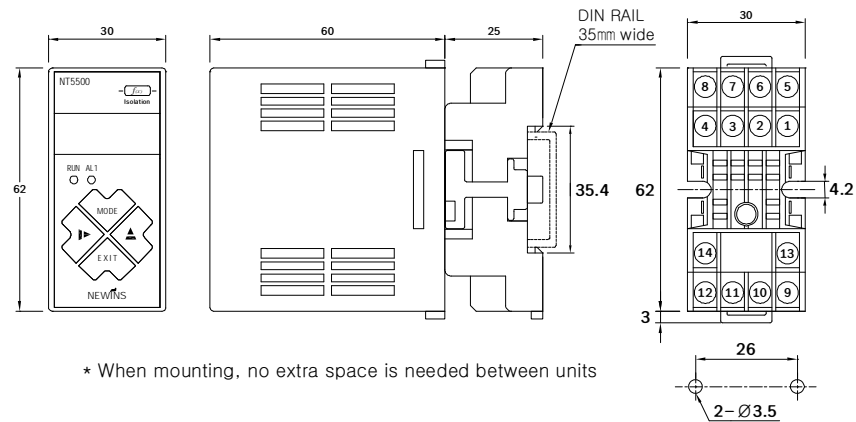 30
60
25
DIN RAIL
35mm wide
30
NT5500
Isolation
RUN AL1
MODE
EXIT
NEWINS
62
35.4
62
4.2
3
8 7 6 5
4 3 2 1
14 13
12 11 10 9
26
2-Ø3.5
* When mounting, no extra space is needed between units